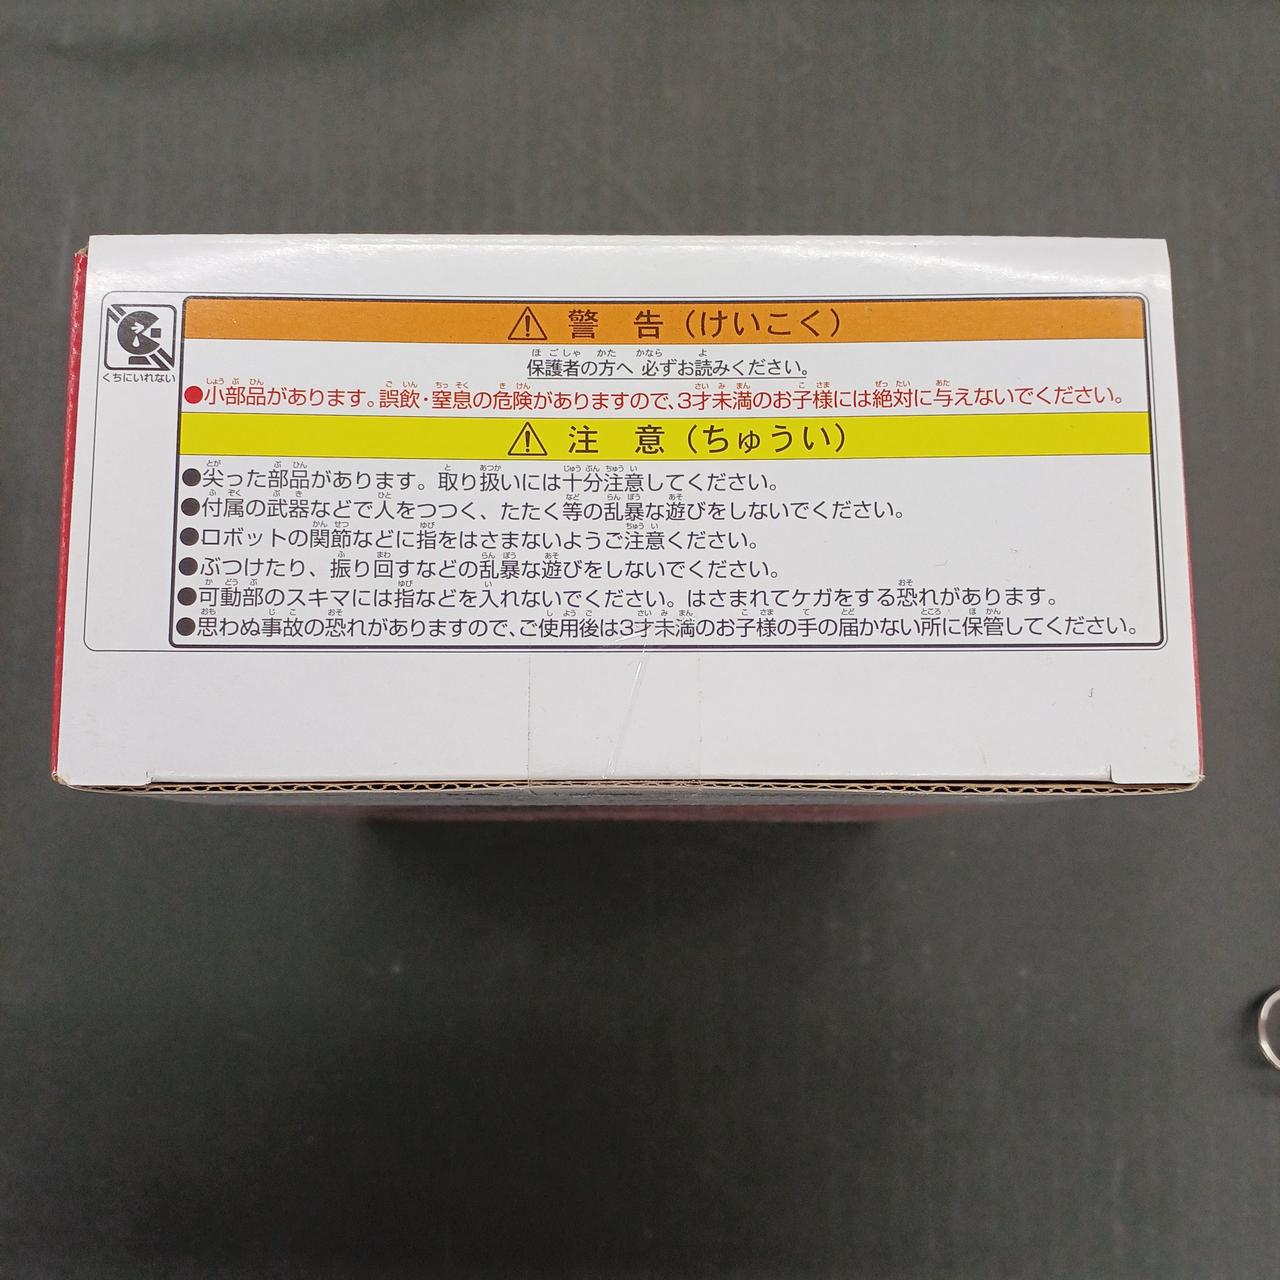 くちにいれない
⚠警 告(けいこく)
保護者の方へ 必ずお読みください。
●小部品があります。誤飲・窒息の危険がありますので、3才未満のお子様には絶対に与えないでください。
⚠注 意(ちゅうい)
●尖った部品があります。取り扱いには十分注意してください。
●付属の武器などで人をつつく、たたく等の乱暴な遊びをしないでください。
●ロボットの関節などに指をはさまないようご注意ください。
●ぶつけたり、振り回すなどの乱暴な遊びをしないでください。
●可動部のスキマには指などを入れないでください。はさまれてケガをする恐れがあります。
●思わぬ事故の恐れがありますので、ご使用後は3才未満のお子様の手の届かない所に保管してください。